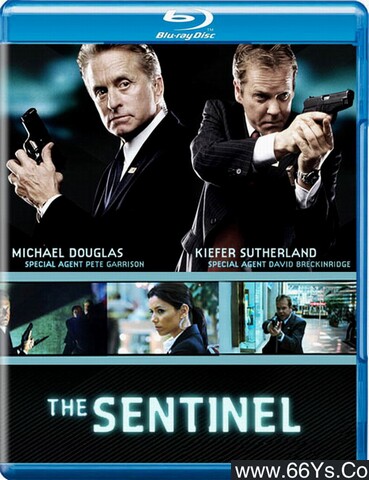 Blu-ray Disc
MICHAEL DOUGLAS
SPECIAL AGENT PETE GARRISON
KIEFER SUTHERLAND
SPECIAL AGENT DAVID BRECKINRIDGE
THE SENTINEL
www.66Ys.Co